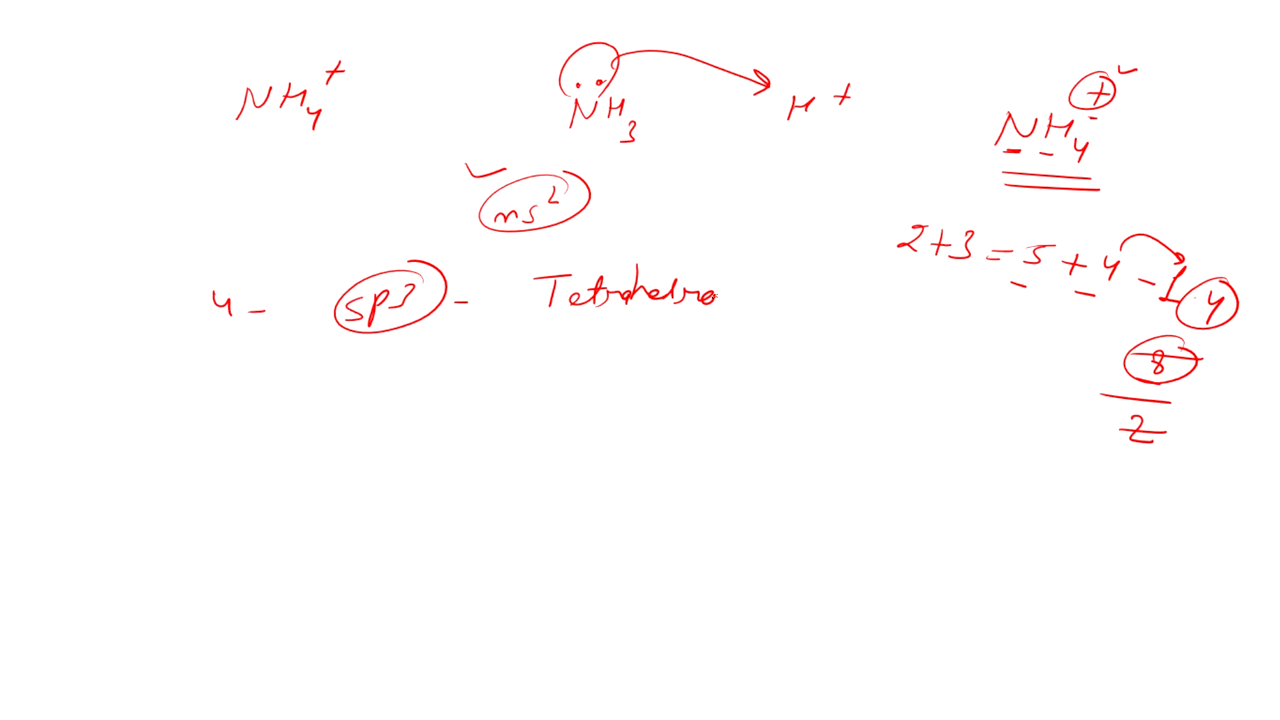 NH4+
NH3
H+
NH4+
ns2
2+3=5+4-1
4
4 - sp3 - Tetrahedra
8
2